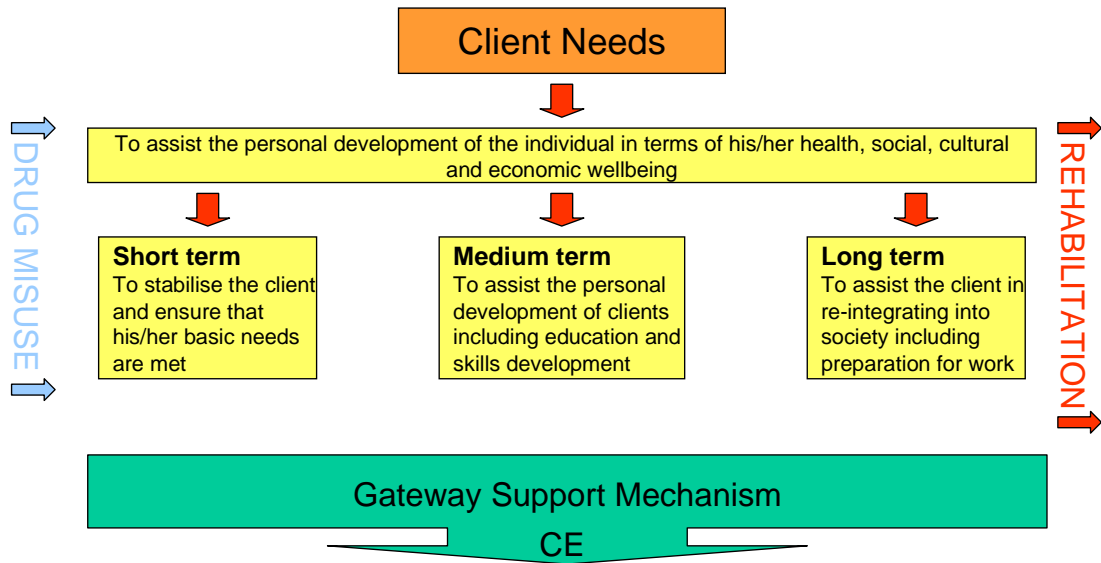 Client Needs
To assist the personal development of the individual in terms of his/her health, social, cultural
and economic wellbeing
DRUG MISUSE
Short term
To stabilise the client
and ensure that
his/her basic needs
are met
Medium term
To assist the personal
development of clients
including education and
skills development
Long term
To assist the client in
re-integrating into
society including
preparation for work
REHABILITATION
Gateway Support Mechanism
CE